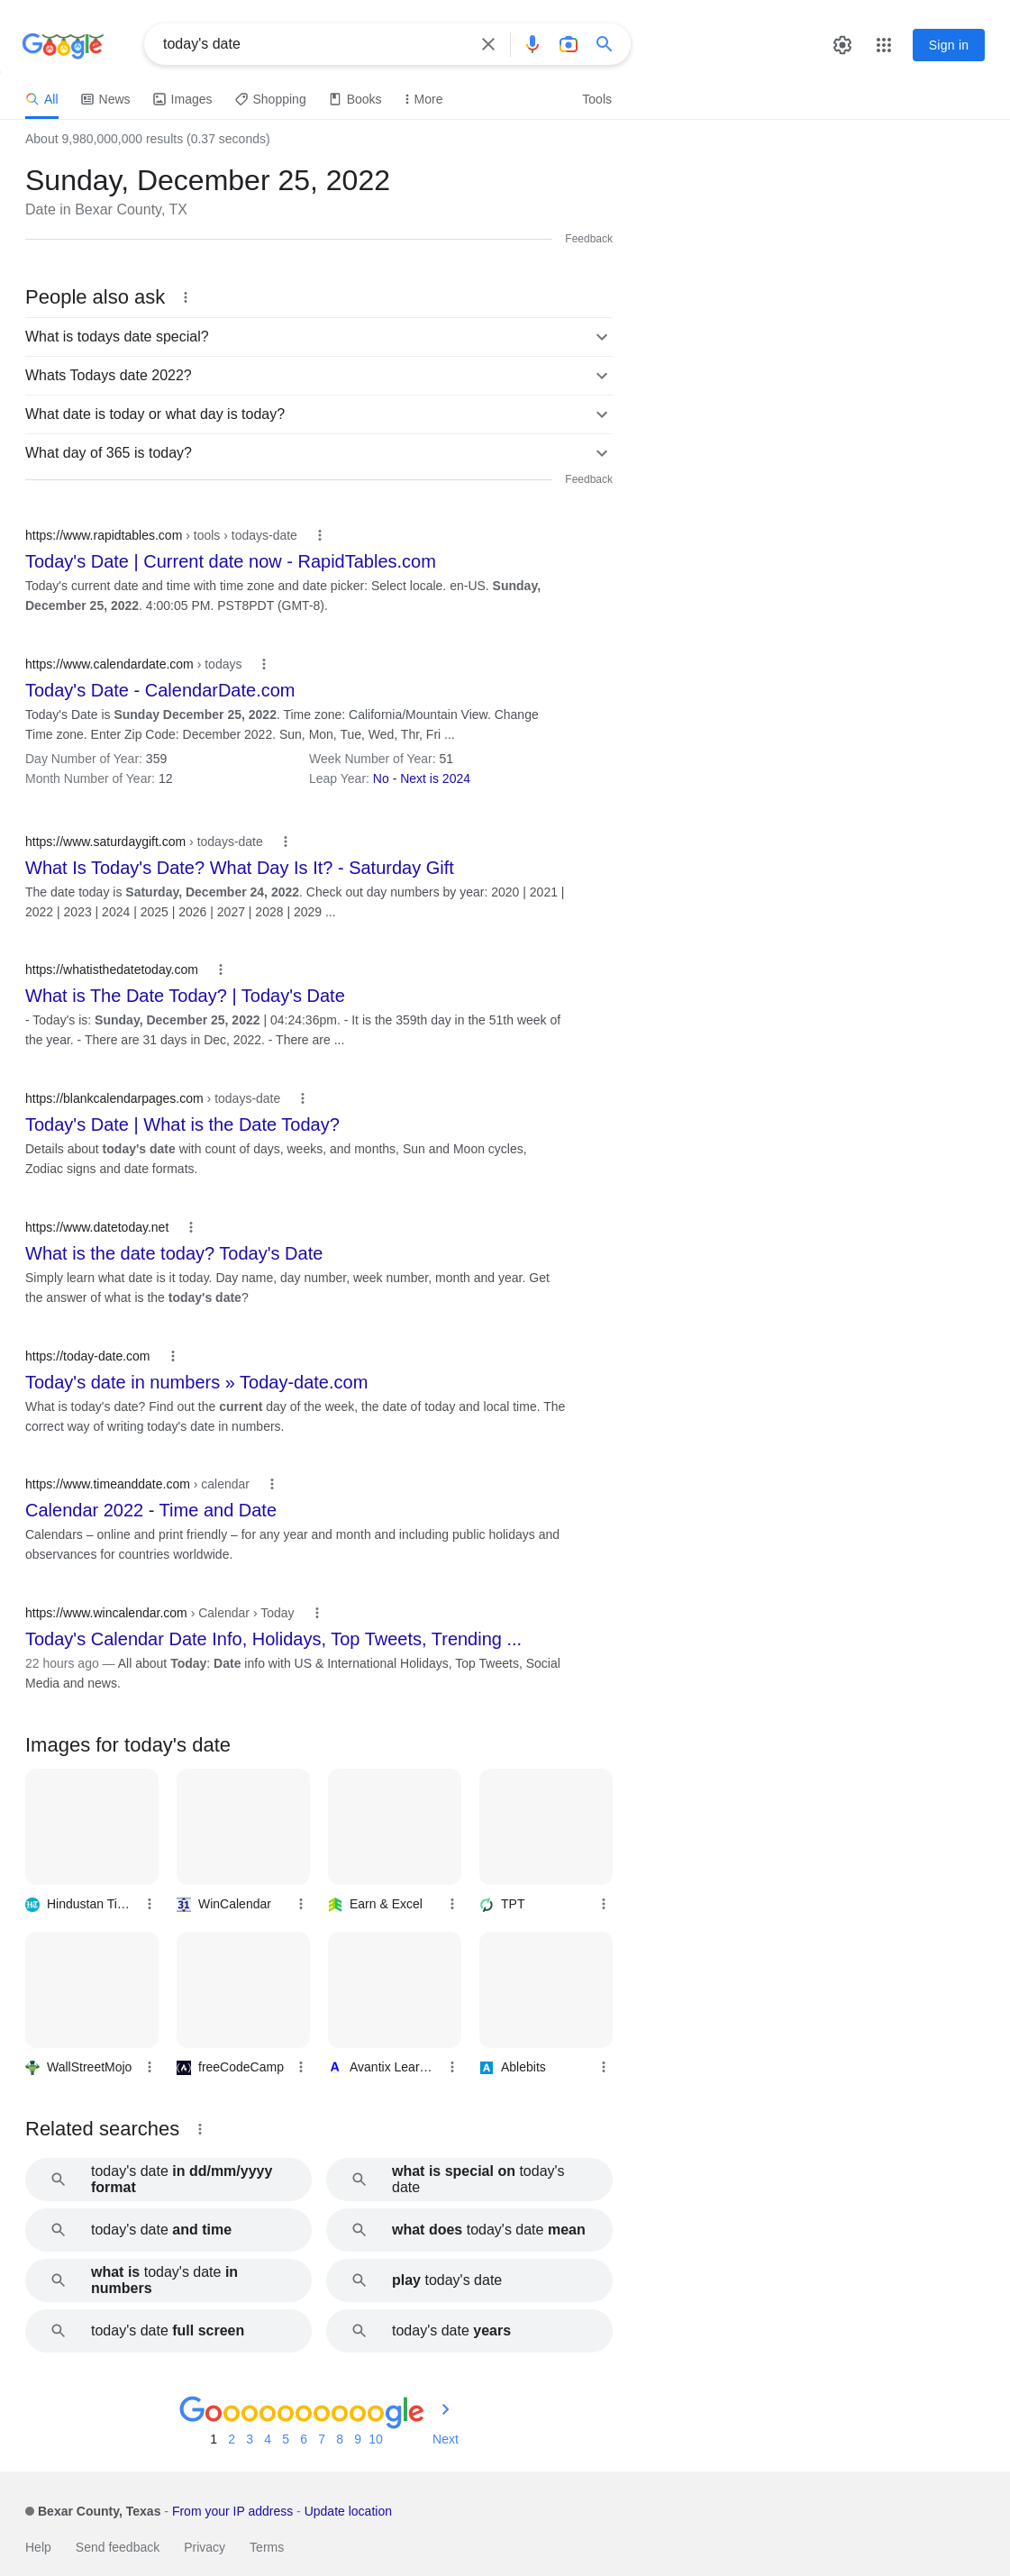 Google
today's date
Sign in
All News Images Shopping Books More Tools
About 9,980,000,000 results (0.37 seconds)
Sunday, December 25, 2022
Date in Bexar County, TX
Feedback
People also ask
What is todays date special?
Whats Todays date 2022?
What date is today or what day is today?
What day of 365 is today?
Feedback
https://www.rapidtables.com › tools › todays-date
Today's Date | Current date now - RapidTables.com
Today's current date and time with time zone and date picker: Select locale. en-US. Sunday,
December 25, 2022. 4:00:05 PM. PST8PDT (GMT-8).
https://www.calendardate.com › todays
Today's Date - CalendarDate.com
Today's Date is Sunday December 25, 2022. Time zone: California/Mountain View. Change
Time zone. Enter Zip Code: December 2022. Sun, Mon, Tue, Wed, Thr, Fri ...
Day Number of Year: 359 Week Number of Year: 51
Month Number of Year: 12 Leap Year: No - Next is 2024
https://www.saturdaygift.com › todays-date
What Is Today's Date? What Day Is It? - Saturday Gift
The date today is Saturday, December 24, 2022. Check out day numbers by year: 2020 | 2021 |
2022 | 2023 | 2024 | 2025 | 2026 | 2027 | 2028 | 2029 ...
https://whatisthedatetoday.com
What is The Date Today? | Today's Date
- Today's is: Sunday, December 25, 2022 | 04:24:36pm. - It is the 359th day in the 51th week of
the year. - There are 31 days in Dec, 2022. - There are ...
https://blankcalendarpages.com › todays-date
Today's Date | What is the Date Today?
Details about today's date with count of days, weeks, and months, Sun and Moon cycles,
Zodiac signs and date formats.
https://www.datetoday.net
What is the date today? Today's Date
Simply learn what date is it today. Day name, day number, week number, month and year. Get
the answer of what is the today's date?
https://today-date.com
Today's date in numbers » Today-date.com
What is today's date? Find out the current day of the week, the date of today and local time. The
correct way of writing today's date in numbers.
https://www.timeanddate.com › calendar
Calendar 2022 - Time and Date
Calendars – online and print friendly – for any year and month and including public holidays and
observances for countries worldwide.
https://www.wincalendar.com › Calendar › Today
Today's Calendar Date Info, Holidays, Top Tweets, Trending ...
22 hours ago — All about Today: Date info with US & International Holidays, Top Tweets, Social
Media and news.
Images for today's date
HT Hindustan Ti... 31 WinCalendar Earn & Excel TPT
WallStreetMojo freeCodeCamp A Avantix Lear... A Ablebits
Related searches
today's date in dd/mm/yyyy
format
what is special on today's
date
today's date and time
what does today's date mean
what is today's date in
numbers
play today's date
today's date full screen
today's date years
Goooooooooogle
1 2 3 4 5 6 7 8 9 10 Next
Bexar County, Texas - From your IP address - Update location
Help Send feedback Privacy Terms